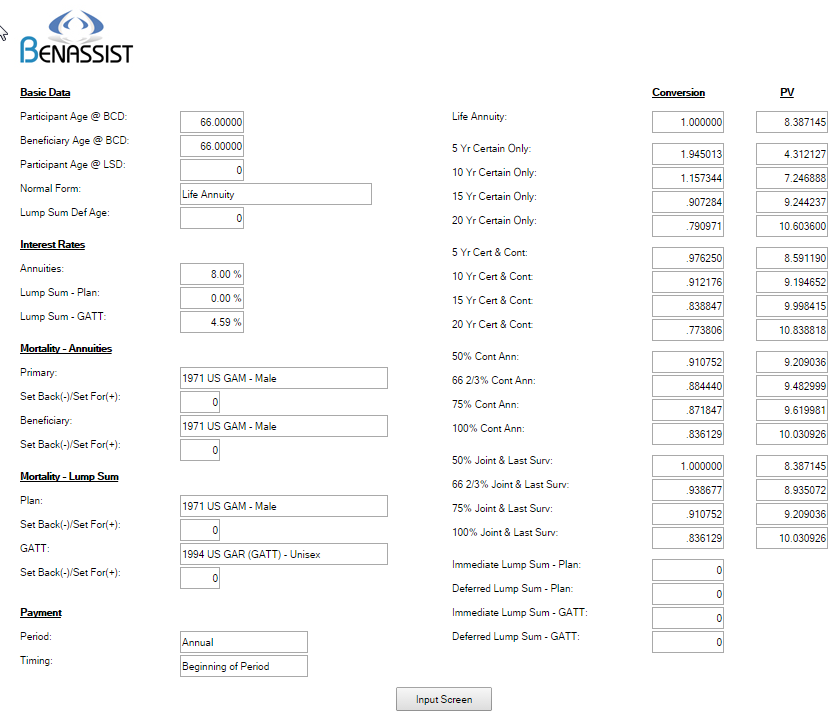 BENASSIST
Basic Data
Participant Age @ BCD: 66.00000
Beneficiary Age @ BCD: 66.00000
Participant Age @ LSD: 0
Normal Form: Life Annuity
Lump Sum Def Age: 0
Interest Rates
Annuities: 8.00 %
Lump Sum - Plan: 0.00 %
Lump Sum - GATT: 4.59 %
Mortality - Annuities
Primary: 1971 US GAM - Male
Set Back(-)/Set For(+): 0
Beneficiary: 1971 US GAM - Male
Set Back(-)/Set For(+): 0
Mortality - Lump Sum
Plan: 1971 US GAM - Male
Set Back(-)/Set For(+): 0
GATT: 1994 US GAR (GATT) - Unisex
Set Back(-)/Set For(+): 0
Payment
Period: Annual
Timing: Beginning of Period
Conversion PV
Life Annuity: 1.000000 8.387145
5 Yr Certain Only: 1.945013 4.312127
10 Yr Certain Only: 1.157344 7.246888
15 Yr Certain Only: .907284 9.244237
20 Yr Certain Only: .790971 10.603600
5 Yr Cert & Cont: .976250 8.591190
10 Yr Cert & Cont: .912176 9.194652
15 Yr Cert & Cont: .838847 9.998415
20 Yr Cert & Cont: .773806 10.838818
50% Cont Ann: .910752 9.209036
66 2/3% Cont Ann: .884440 9.482999
75% Cont Ann: .871847 9.619981
100% Cont Ann: .836129 10.030926
50% Joint & Last Surv: 1.000000 8.387145
66 2/3% Joint & Last Surv: .938677 8.935072
75% Joint & Last Surv: .910752 9.209036
100% Joint & Last Surv: .836129 10.030926
Immediate Lump Sum - Plan: 0
Deferred Lump Sum - Plan: 0
Immediate Lump Sum - GATT: 0
Deferred Lump Sum - GATT: 0
Input Screen